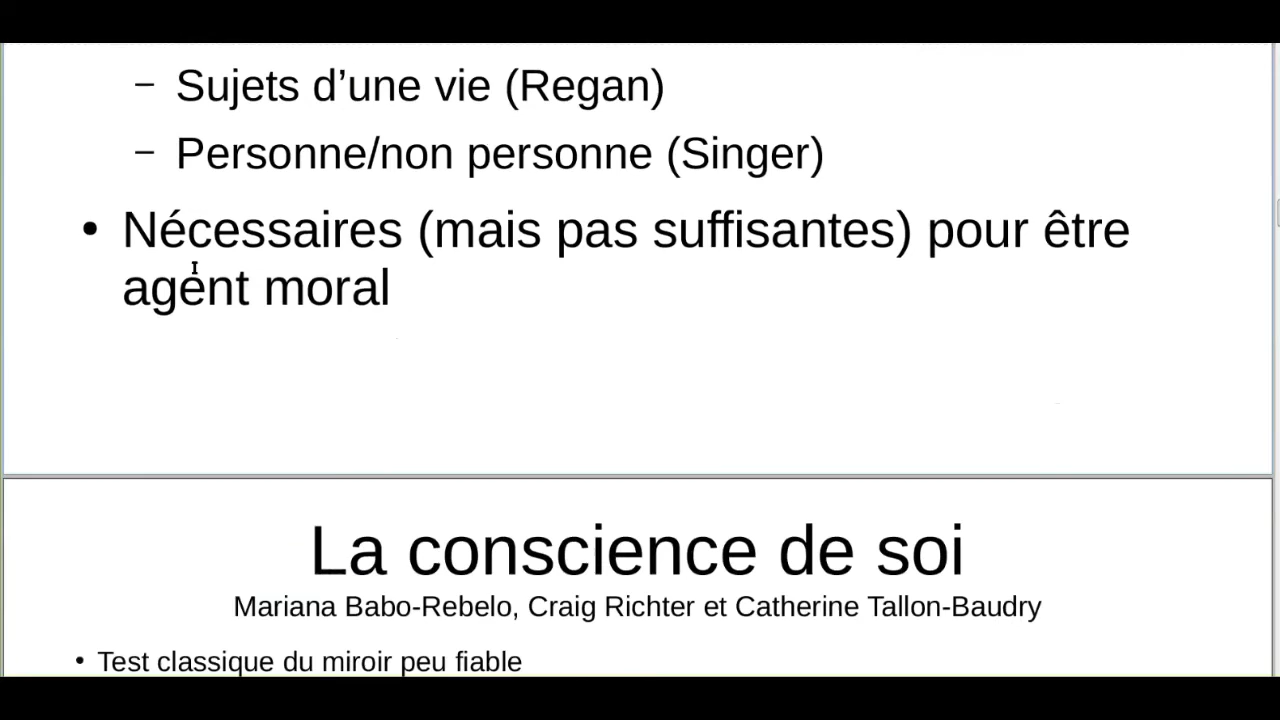 – Sujets d’une vie (Regan)
– Personne/non personne (Singer)
• Nécessaires (mais pas suffisantes) pour être
agent moral
La conscience de soi
Mariana Babo-Rebelo, Craig Richter et Catherine Tallon-Baudry
• Test classique du miroir peu fiable